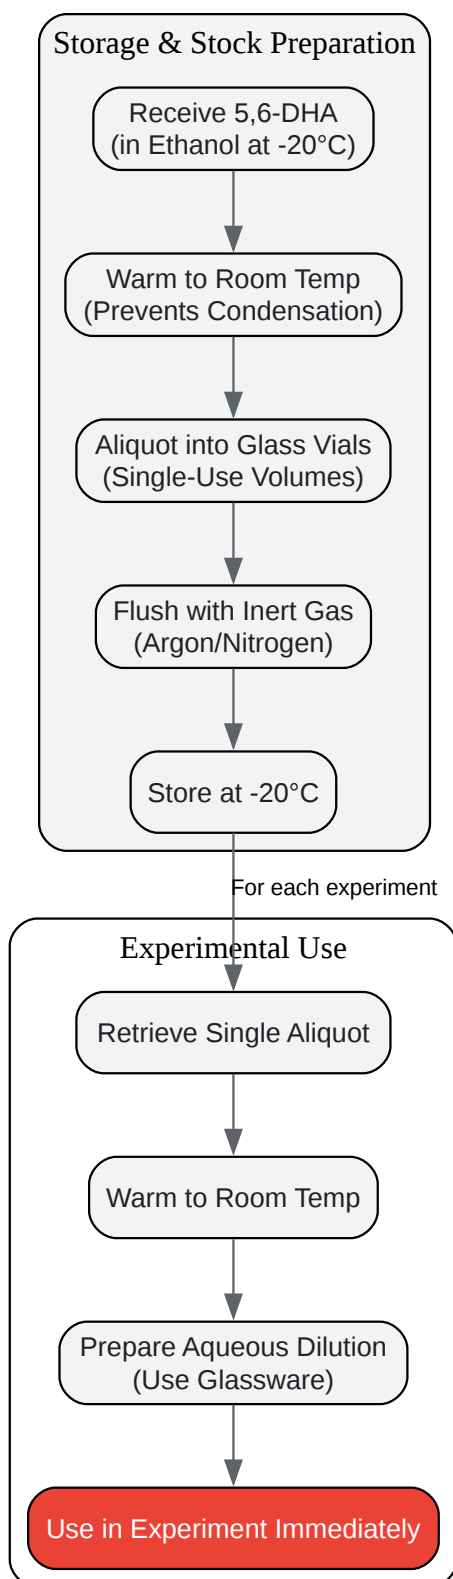 Storage & Stock Preparation
Receive 5,6-DHA
(in Ethanol at -20°C)
Warm to Room Temp
(Prevents Condensation)
Aliquot into Glass Vials
(Single-Use Volumes)
Flush with Inert Gas
(Argon/Nitrogen)
Store at -20°C
For each experiment
Experimental Use
Retrieve Single Aliquot
Warm to Room Temp
Prepare Aqueous Dilution
(Use Glassware)
Use in Experiment Immediately